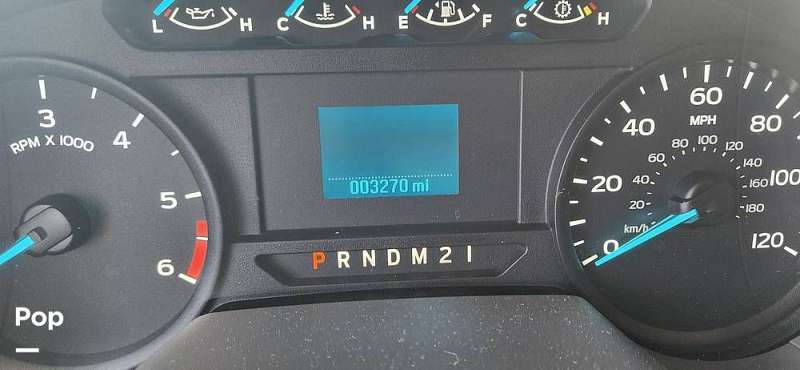 L H C H E F C H
3
4
5
6
RPM X 1000
003270 mi
P R N D M 2 1
0
20
40
60
80
100
120
MPH
20
40
60
80
100
120
140
160
180
km/h
Pop